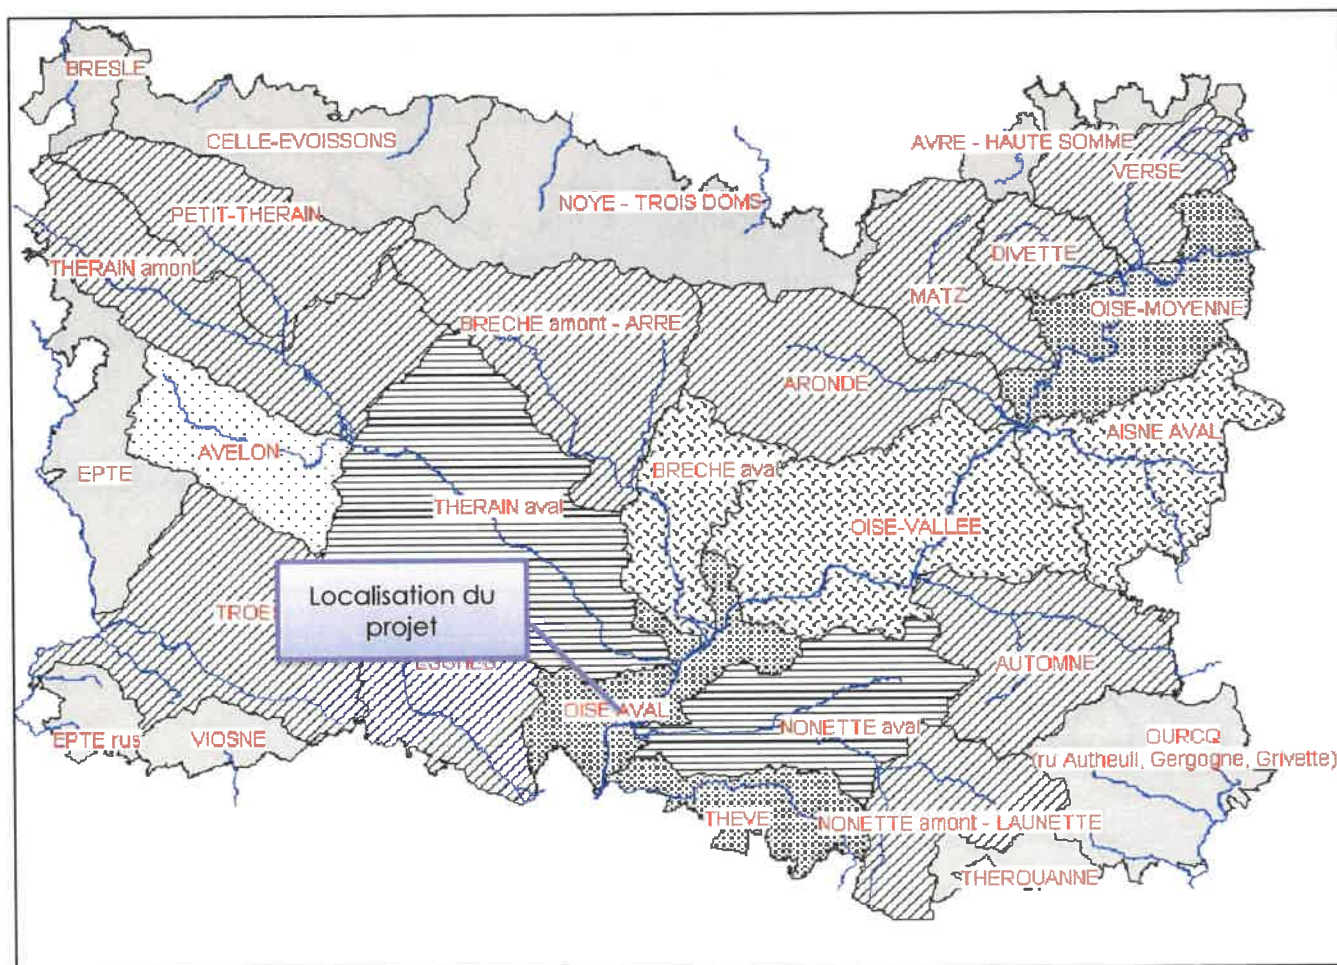 BRESLE
CELLE-EVOISSONS
AVRE - HAUTE SOMME
VERSE
PETIT-THERAIN
NOYE - TROIS DOMS
DIVETTE
THERAIN amont
MATZ
OISE-MOYENNE
BRECHE amont - ARRE
ARONDE
AISNE AVAL
AVELON
EPTE
BRECHE aval
THERAIN aval
OISE-VALLEE
Localisation du
projet
AUTOMNE
OISE AVAL
NONETTE aval
EPTE rus
VIOSNE
OURCQ
(ru Autheuil, Gergogne, Grivette)
THEVE
NONETTE amont - LAUNETTE
THEROUANNE